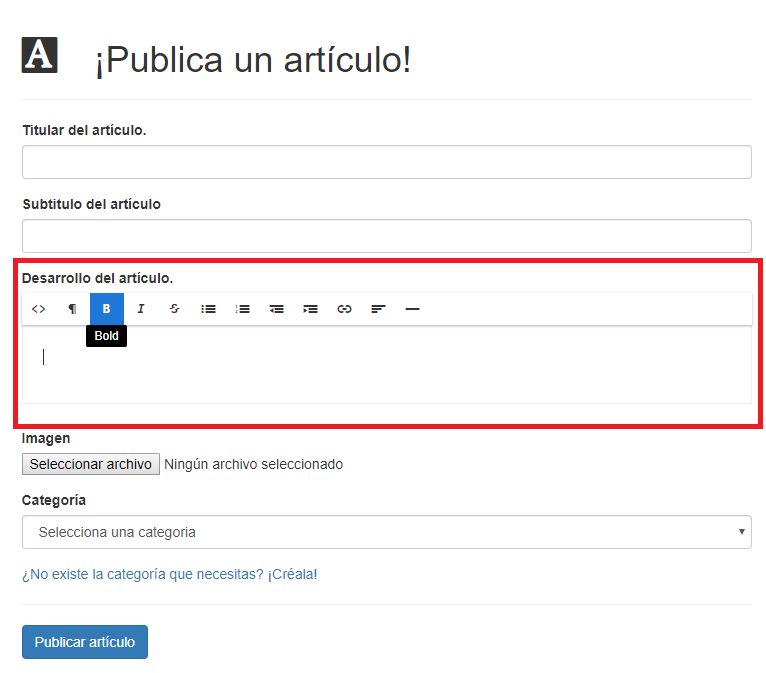 A ¡Publica un artículo!
Titular del artículo.
Subtitulo del artículo
Desarrollo del artículo.
<> ¶ B I S
Bold
Imagen
Seleccionar archivo Ningún archivo seleccionado
Categoría
Selecciona una categoria
¿No existe la categoría que necesitas? ¡Créala!
Publicar artículo